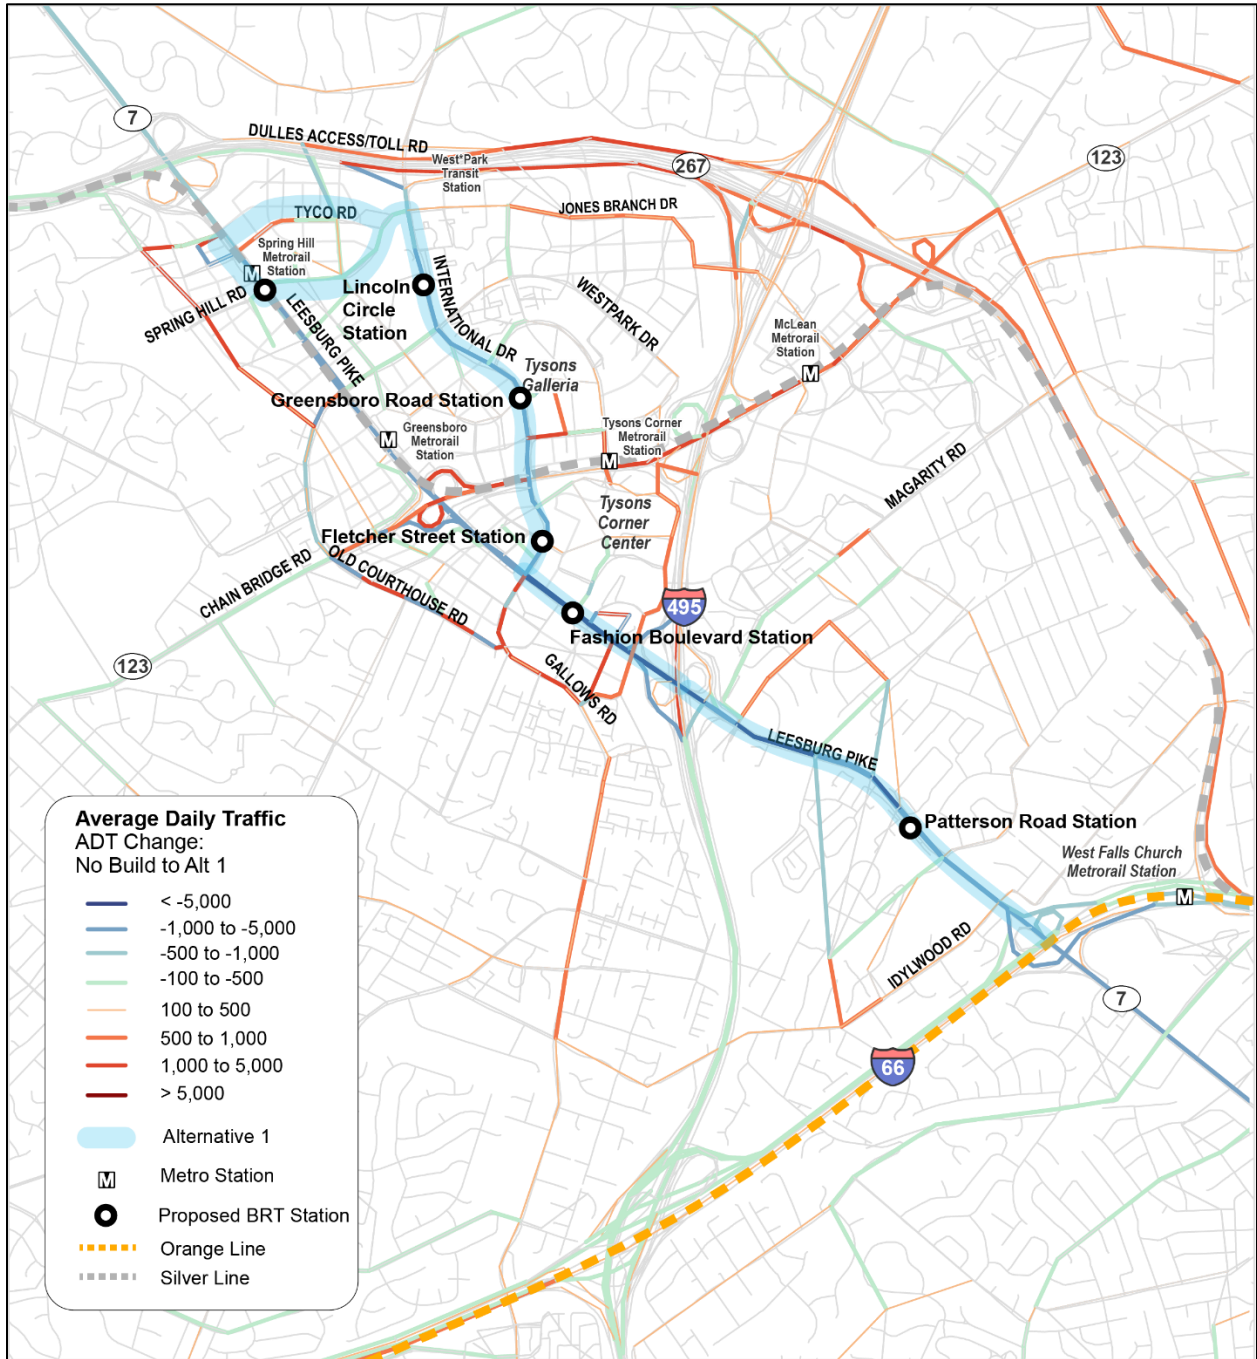 7
DULLES ACCESS/TOLL RD
West*Park
Transit
Station
267
123
TYCO RD
JONES BRANCH DR
Spring Hill
Metrorail
Station
M
SPRING HILL RD
LEESBURG PIKE
Lincoln
Circle
Station
INTERNATIONAL DR
WESTPARK DR
McLean
Metrorail
Station
M
Tysons
Galleria
Greensboro Road Station
Greensboro
Metrorail
Station
M
Tysons Corner
Metrorail
Station
M
MAGARITY RD
Tysons
Corner
Center
Fletcher Street Station
CHAIN BRIDGE RD
OLD COURTHOUSE RD
495
Fashion Boulevard Station
123
GALLOWS RD
LEESBURG PIKE
Patterson Road Station
West Falls Church
Metrorail Station
M
IDYLWOOD RD
7
66
Average Daily Traffic
ADT Change:
No Build to Alt 1
< -5,000
-1,000 to -5,000
-500 to -1,000
-100 to -500
100 to 500
500 to 1,000
1,000 to 5,000
> 5,000
Alternative 1
M Metro Station
Proposed BRT Station
Orange Line
Silver Line